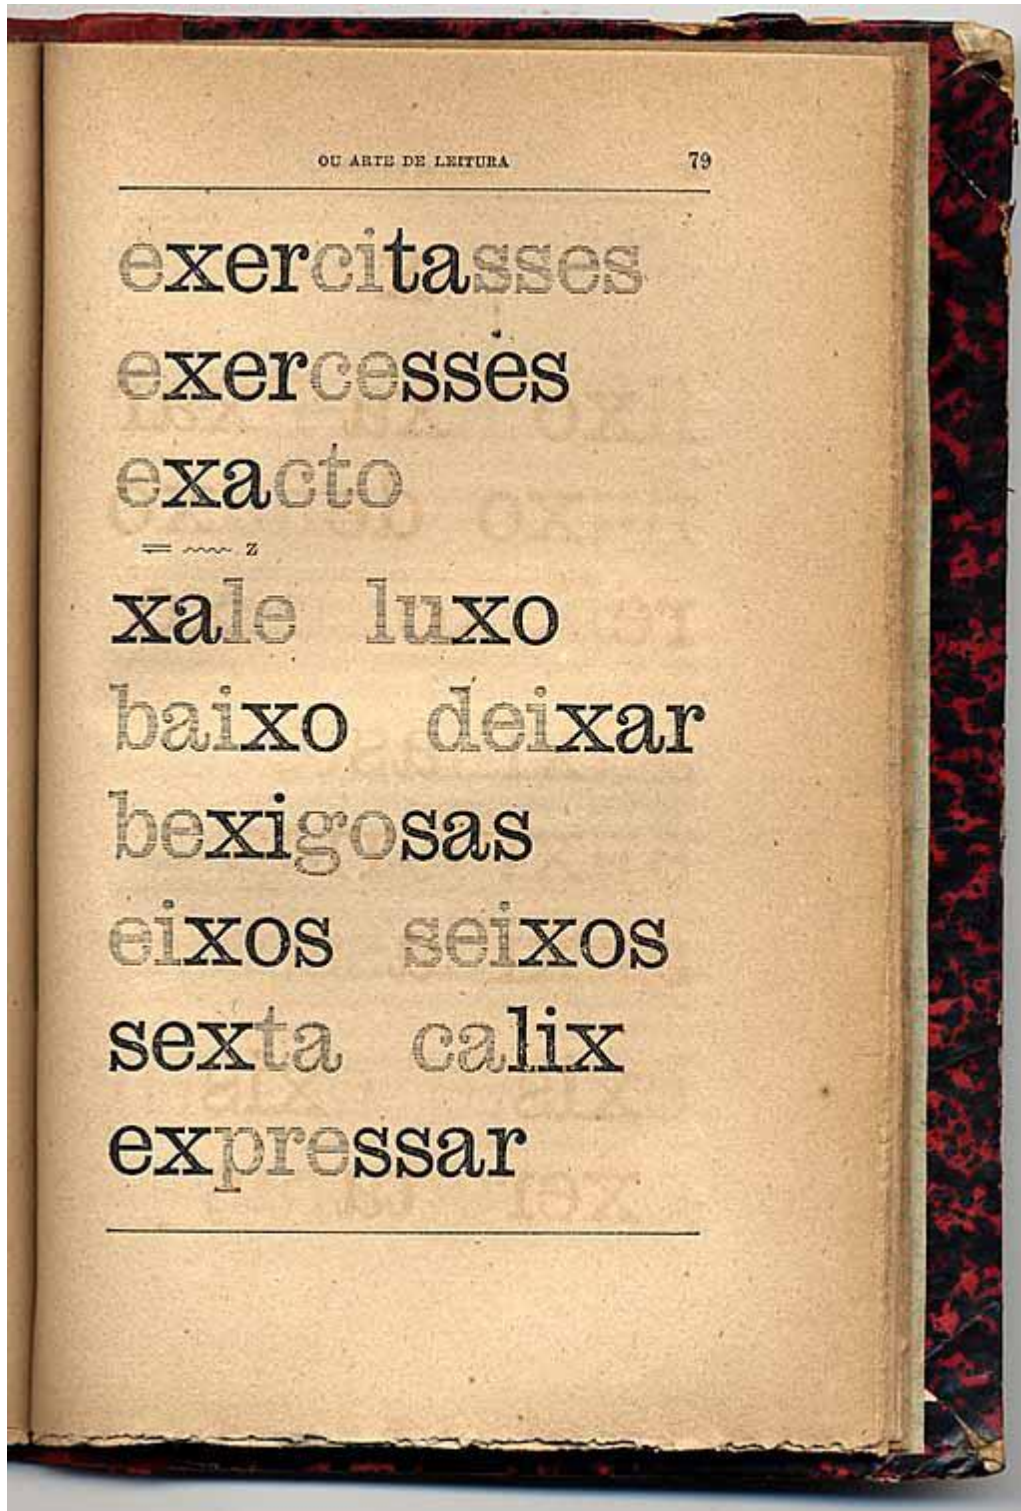 OU ARTE DE LEITURA 79
exercitasses
exercesses
exacto
z
xale luxo
baixo deixar
bexigosas
eixos seixos
sexta calix
expressar